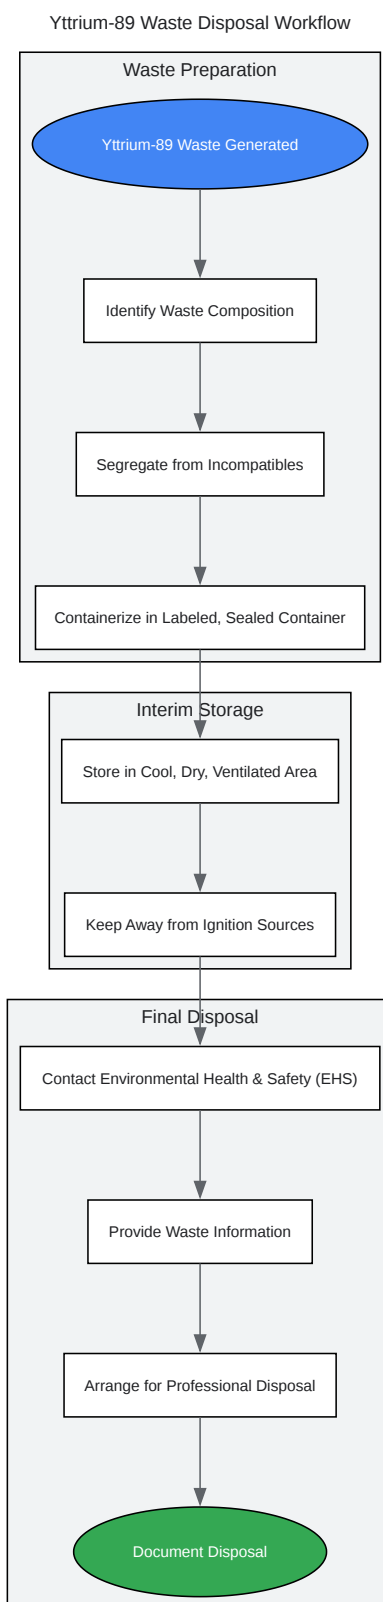 Yttrium-89 Waste Disposal Workflow
Waste Preparation
Yttrium-89 Waste Generated
Identify Waste Composition
Segregate from Incompatibles
Containerize in Labeled, Sealed Container
Interim Storage
Store in Cool, Dry, Ventilated Area
Keep Away from Ignition Sources
Final Disposal
Contact Environmental Health & Safety (EHS)
Provide Waste Information
Arrange for Professional Disposal
Document Disposal